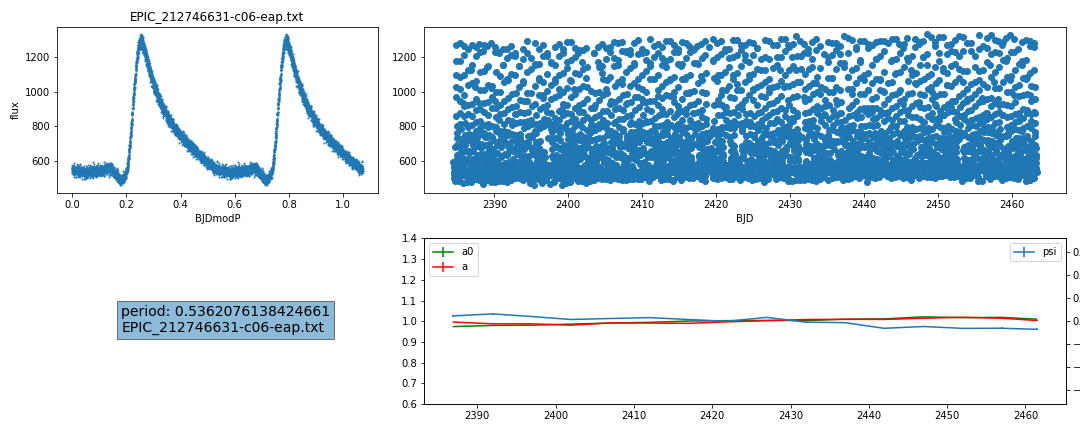 EPIC_212746631-c06-eap.txt
flux
1200
1000
800
600
0.0 0.2 0.4 0.6 0.8 1.0
BJDmodP
1200
1000
800
600
2390 2400 2410 2420 2430 2440 2450 2460
BJD
period: 0.5362076138424661
EPIC_212746631-c06-eap.txt
1.4
1.3
1.2
1.1
1.0
0.9
0.8
0.7
0.6
a0
a
psi
2390 2400 2410 2420 2430 2440 2450 2460